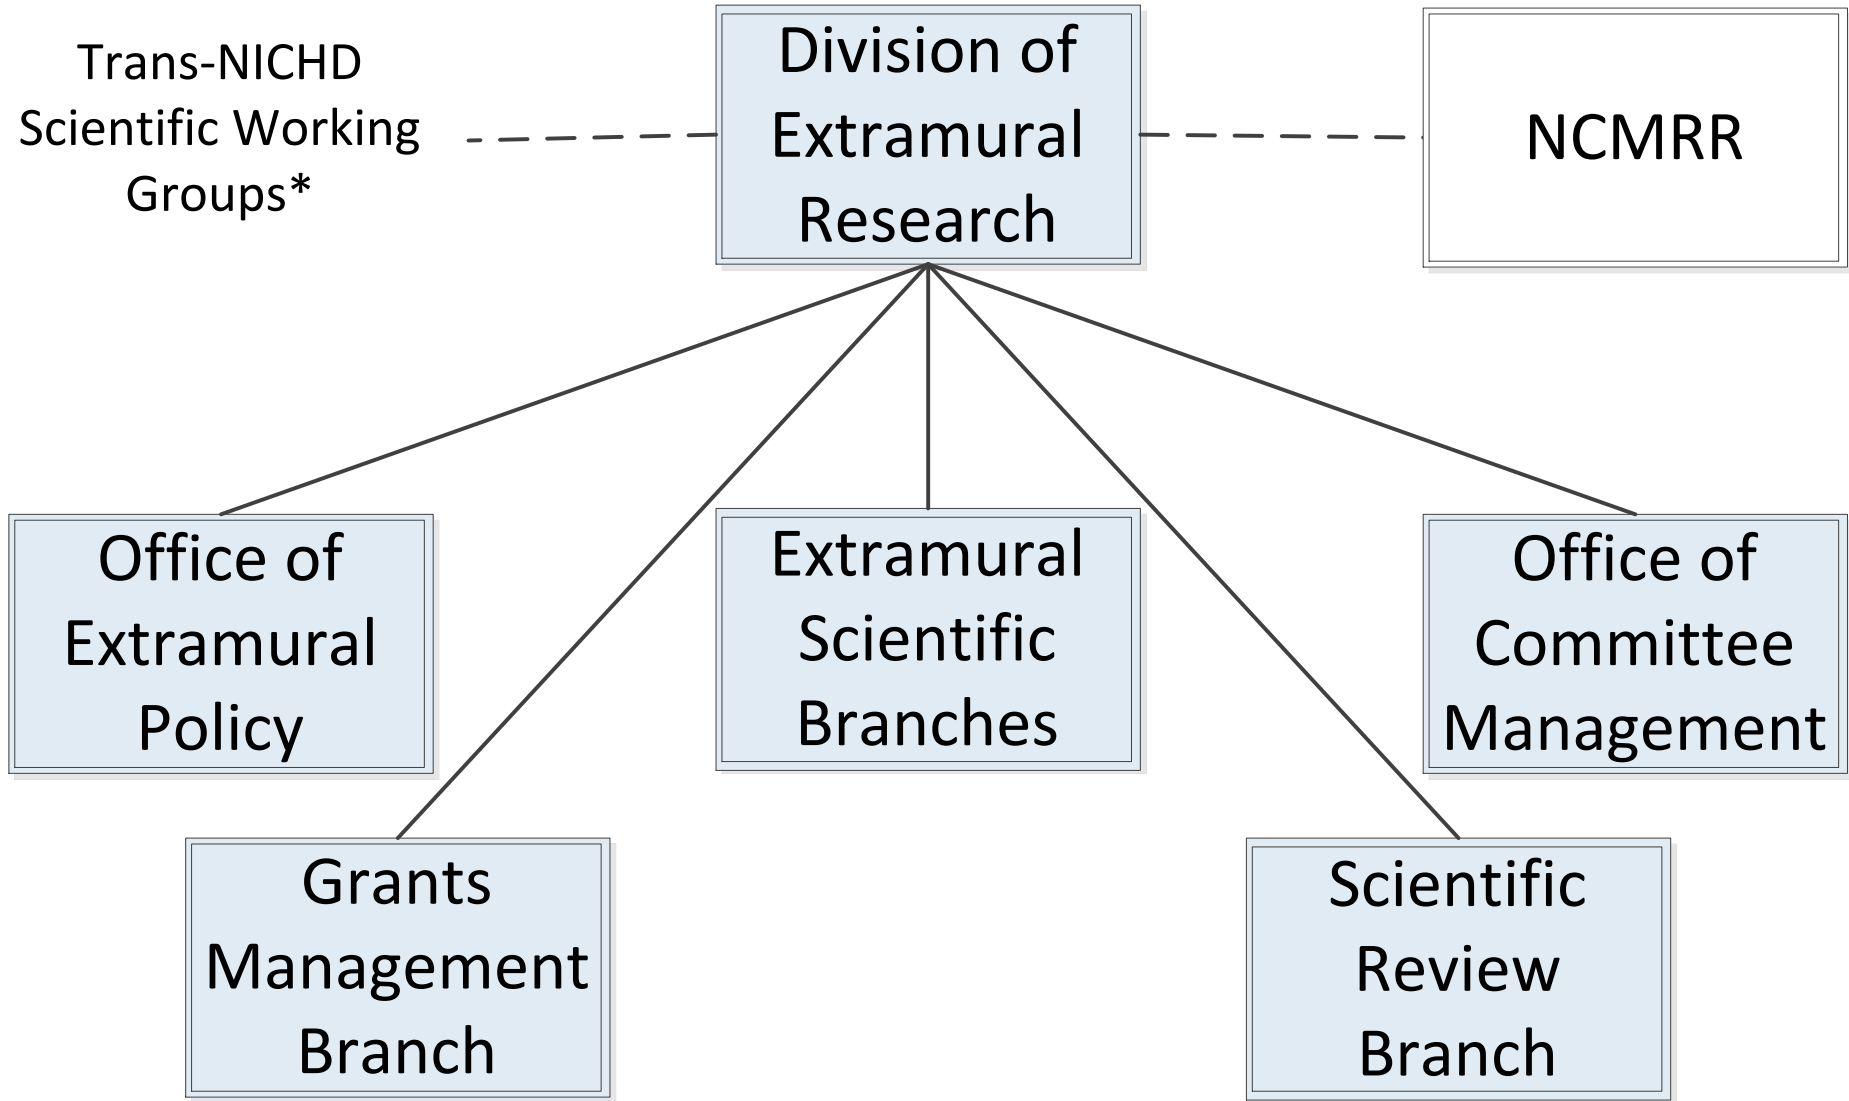 Trans-NICHD
Scientific Working
Groups*
Division of
Extramural
Research
NCMRR
Office of
Extramural
Policy
Extramural
Scientific
Branches
Office of
Committee
Management
Grants
Management
Branch
Scientific
Review
Branch